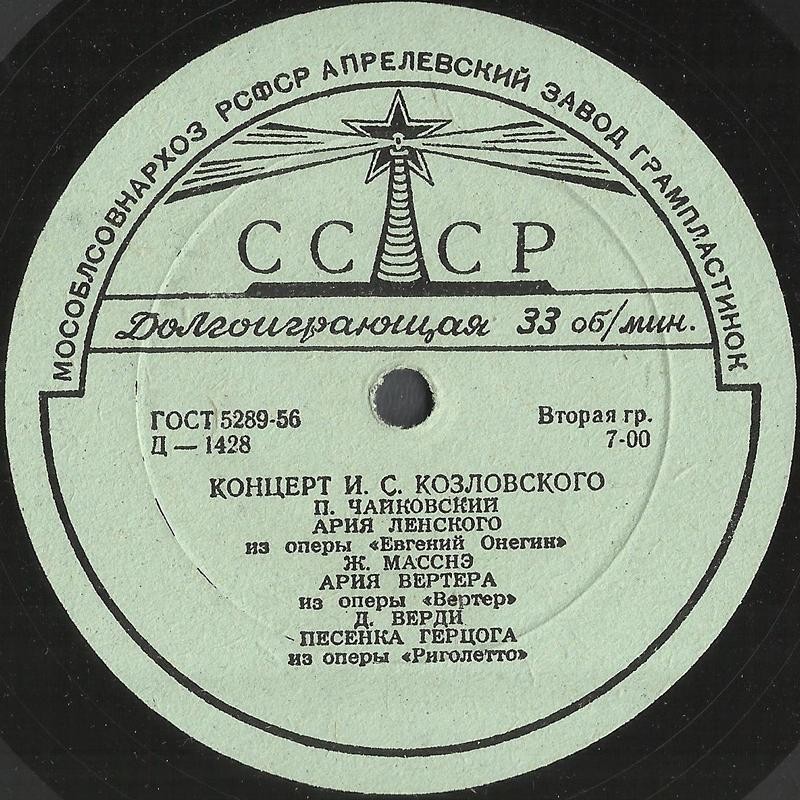 МОСОБЛСОВНАРХОЗ РСФСР АПРЕЛЕВСКИЙ ЗАВОД ГРАМПЛАСТИНОК
СССР
Долгоиграющая 33 об/мин.
ГОСТ 5289-56 Вторая гр.
Д — 1428 7-00
КОНЦЕРТ И. С. КОЗЛОВСКОГО
П. ЧАЙКОВСКИЙ
АРИЯ ЛЕНСКОГО
из оперы «Евгений Онегин»
Ж. МАССНЭ
АРИЯ ВЕРТЕРА
из оперы «Вертер»
Д. ВЕРДИ
ПЕСЕНКА ГЕРЦОГА
из оперы «Риголетто»